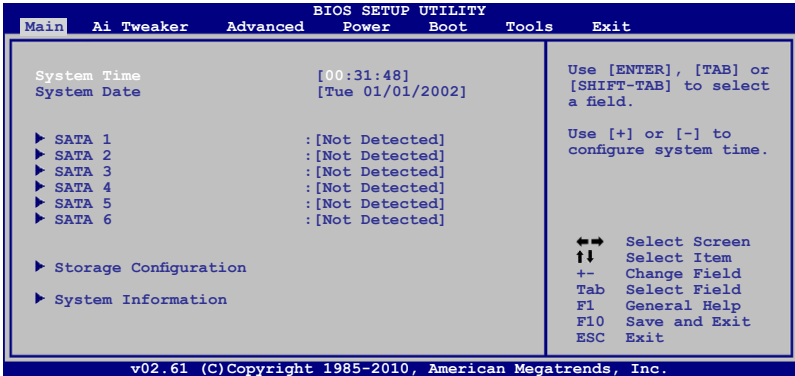 BIOS SETUP UTILITY
Main Ai Tweaker Advanced Power Boot Tools Exit
System Time [00:31:48]
System Date [Tue 01/01/2002]
SATA 1 :[Not Detected]
SATA 2 :[Not Detected]
SATA 3 :[Not Detected]
SATA 4 :[Not Detected]
SATA 5 :[Not Detected]
SATA 6 :[Not Detected]
Storage Configuration
System Information
Use [ENTER], [TAB] or
[SHIFT-TAB] to select
a field.
Use [+] or [-] to
configure system time.
←→ Select Screen
↑↓ Select Item
+- Change Field
Tab Select Field
F1 General Help
F10 Save and Exit
ESC Exit
v02.61 (C)Copyright 1985-2010, American Megatrends, Inc.